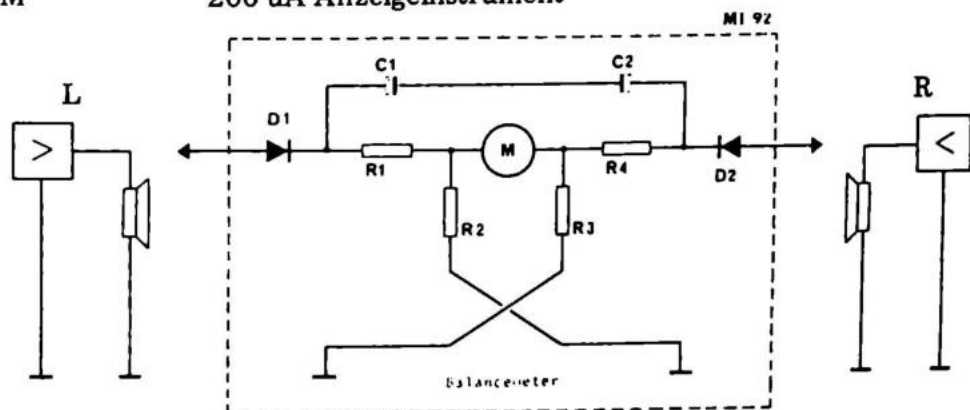 M 200 uA Anzeigeinstrument
MI 92
C1 C2
L R
D1
> M <
R1 R4
D2
R2 R3
Balancemeter